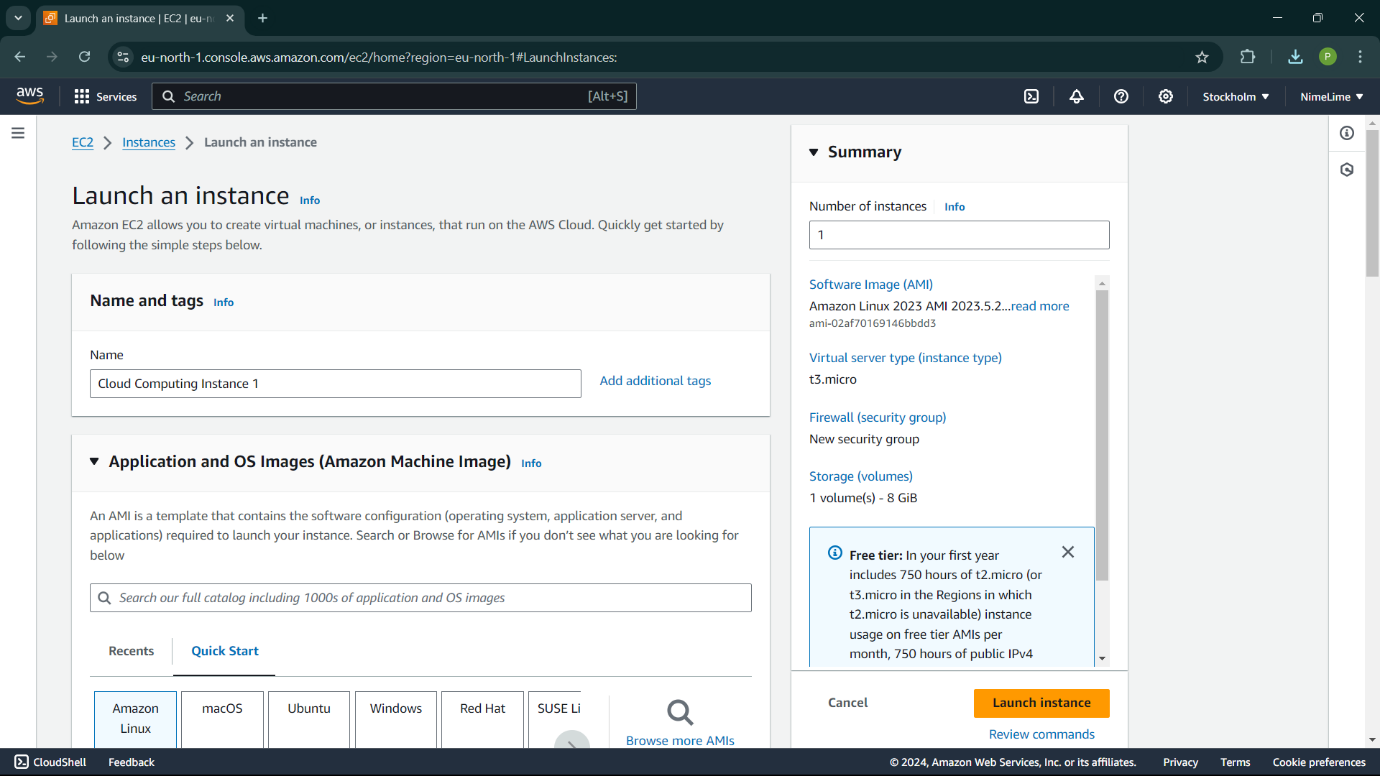 Launch an instance | EC2 | eu-n
eu-north-1.console.aws.amazon.com/ec2/home?region=eu-north-1#LaunchInstances:
P
aws
Services
Search
[Alt+S]
Stockholm
NimeLime
EC2
Instances
Launch an instance
Launch an instance Info
Amazon EC2 allows you to create virtual machines, or instances, that run on the AWS Cloud. Quickly get started by
following the simple steps below.
Name and tags Info
Name
Cloud Computing Instance 1
Add additional tags
Application and OS Images (Amazon Machine Image) Info
An AMI is a template that contains the software configuration (operating system, application server, and
applications) required to launch your instance. Search or Browse for AMIs if you don't see what you are looking for
below
Search our full catalog including 1000s of application and OS images
Recents
Quick Start
Amazon
Linux
macOS
Ubuntu
Windows
Red Hat
SUSE Li
Browse more AMIs
Summary
Number of instances Info
1
Software Image (AMI)
Amazon Linux 2023 AMI 2023.5.2...read more
ami-02af70169146bbdd3
Virtual server type (instance type)
t3.micro
Firewall (security group)
New security group
Storage (volumes)
1 volume(s) - 8 GiB
Free tier: In your first year
includes 750 hours of t2.micro (or
t3.micro in the Regions in which
t2.micro is unavailable) instance
usage on free tier AMIs per
month, 750 hours of public IPv4
Cancel
Launch instance
Review commands
CloudShell
Feedback
© 2024, Amazon Web Services, Inc. or its affiliates.
Privacy
Terms
Cookie preferences